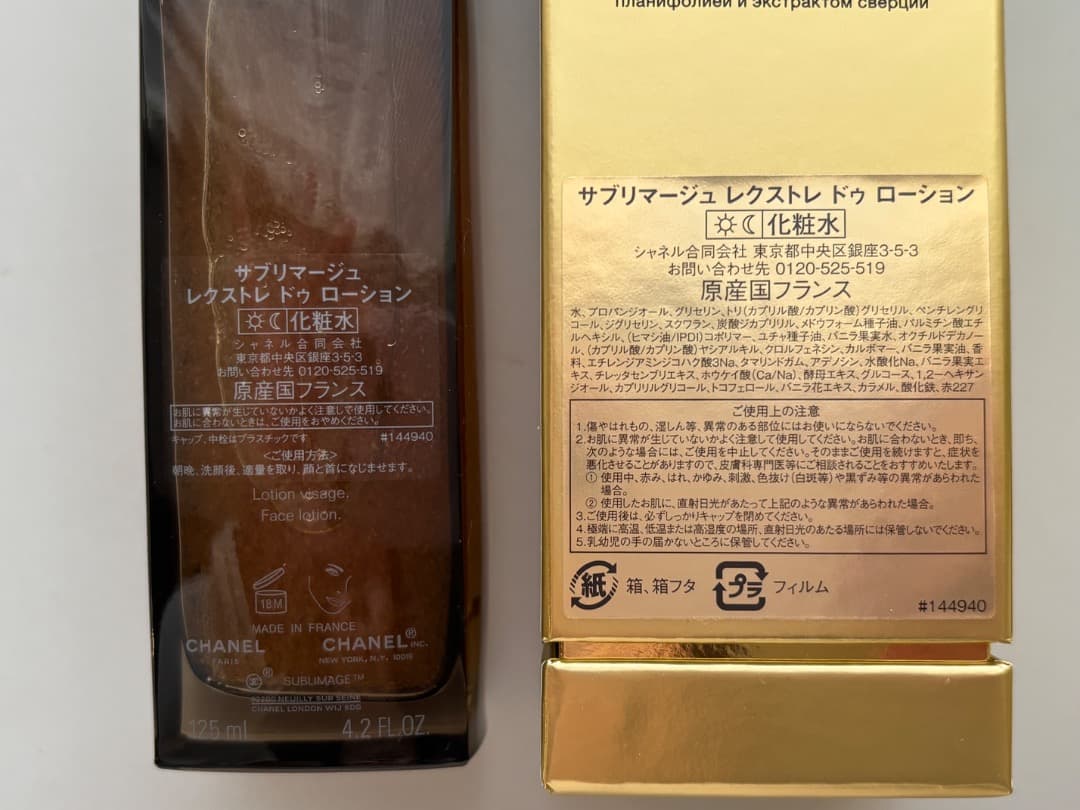 サブリマージュ
レクストレ ドゥ ローション
化粧水
シャネル合同会社
東京都中央区銀座3-5-3
お問い合わせ先 0120-525-519
原産国フランス
お肌に異常が生じていないかよく注意して使用してください。
お肌に合わないときは、ご使用をおやめください。
キャップ、中栓はプラスチックです #144940
<ご使用方法>
朝晩、洗顔後、適量を取り、顔と首になじませます。
Lotion visage.
Face lotion.
18M
MADE IN FRANCE
CHANEL CHANEL® INC.
PARIS NEW YORK, N.Y. 10019
® SUBLIMAGE™
92200 NEUILLY SUR SEINE
CHANEL LONDON W1J 6DG
125 ml 4.2 FL.OZ.
планифолией и экстрактом сверции
サブリマージュ レクストレ ドゥ ローション
化粧水
シャネル合同会社 東京都中央区銀座3-5-3
お問い合わせ先 0120-525-519
原産国フランス
水、プロパンジオール、グリセリン、トリ(カプリル酸/カプリン酸)グリセリル、ペンチレングリ
コール、ジグリセリン、スクワラン、炭酸ジカプリリル、メドウフォーム種子油、パルミチン酸エチ
ルヘキシル、(ヒマシ油/IPDI)コポリマー、ユチャ種子油、バニラ果実水、オクチルドデカノー
ル、(カプリル酸/カプリン酸)ヤシアルキル、クロルフェネシン、カルボマー、バニラ果実油、香
料、エチレンジアミンジコハク酸3Na、タマリンドガム、アデノシン、水酸化Na、バニラ果実エ
キス、チレッタセンブリエキス、ホウケイ酸(Ca/Na)、酵母エキス、グルコース、1,2-ヘキサン
ジオール、カプリリルグリコール、トコフェロール、バニラ花エキス、カラメル、酸化鉄、赤227
ご使用上の注意
1.傷やはれもの、湿しん等、異常のある部位にはお使いにならないでください。
2.お肌に異常が生じていないかよく注意して使用してください。お肌に合わないとき、即ち、
次のような場合には、ご使用を中止してください。そのままご使用を続けますと、症状を
悪化させることがありますので、皮膚科専門医等にご相談されることをおすすめいたします。
① 使用中、赤み、はれ、かゆみ、刺激、色抜け(白斑等)や黒ずみ等の異常があらわれた
場合。
② 使用したお肌に、直射日光があたって上記のような異常があらわれた場合。
3.ご使用後は、必ずしっかりキャップを閉めてください。
4.極端に高温、低温または高湿度の場所、直射日光のあたる場所には保管しないでください。
5.乳幼児の手の届かないところに保管してください。
紙 箱、箱フタ プラ フィルム
#144940